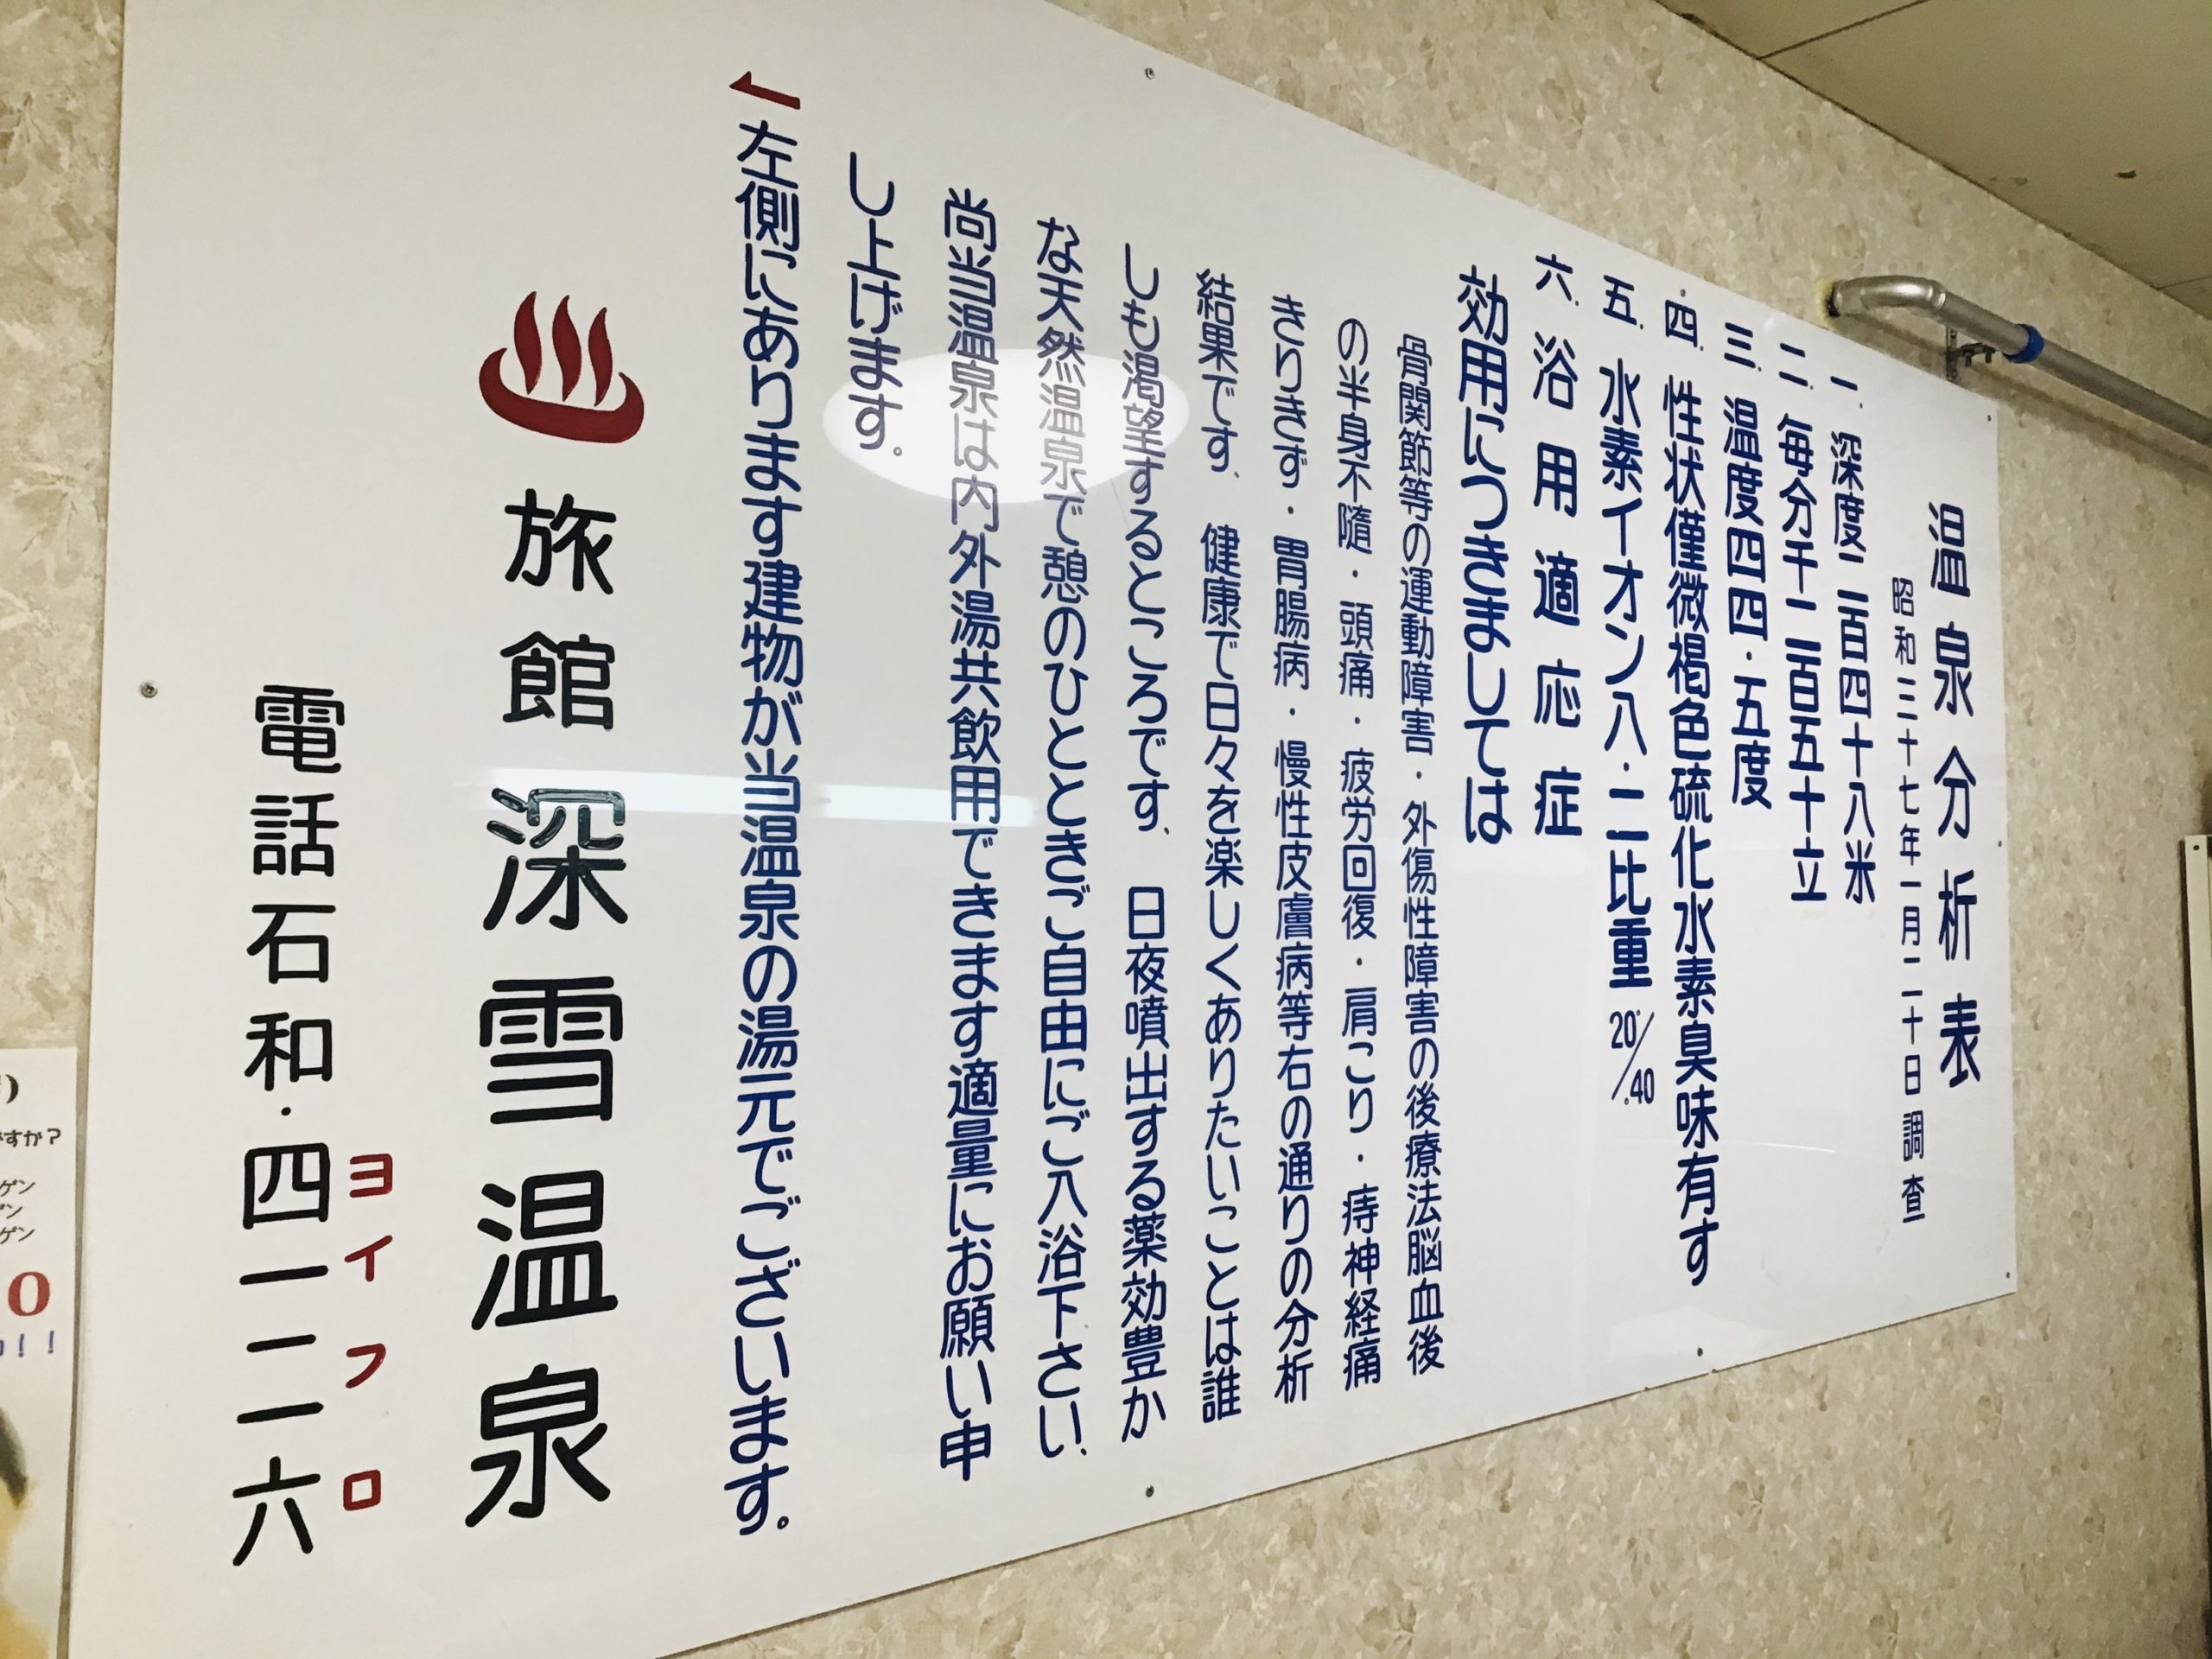 温泉分析表
昭和三十七年一月二十日調査
一、深度二百四十八米
二、毎分千二百五十立
三、温度四四・五度
四、性状僅微褐色硫化水素臭味有す
五、水素イオン八・二比重20/40
六、浴用適応症
効用につきましては
骨関節等の運動障害・外傷性障害の後療法脳血後
の半身不随・頭痛・疲労回復・肩こり・痔神経痛
きりきず・胃腸病・慢性皮膚病等右の通りの分析
結果です、健康で日々を楽しくありたいことは誰
しも渇望するところです、日夜噴出する薬効豊か
な天然温泉で憩のひとときご自由にご入浴下さい、
尚当温泉は内外湯共飲用できます適量にお願い申
し上げます。
左側にあります建物が当温泉の湯元でございます。
旅館深雪温泉
ヨイフロ
電話石和・四一二六